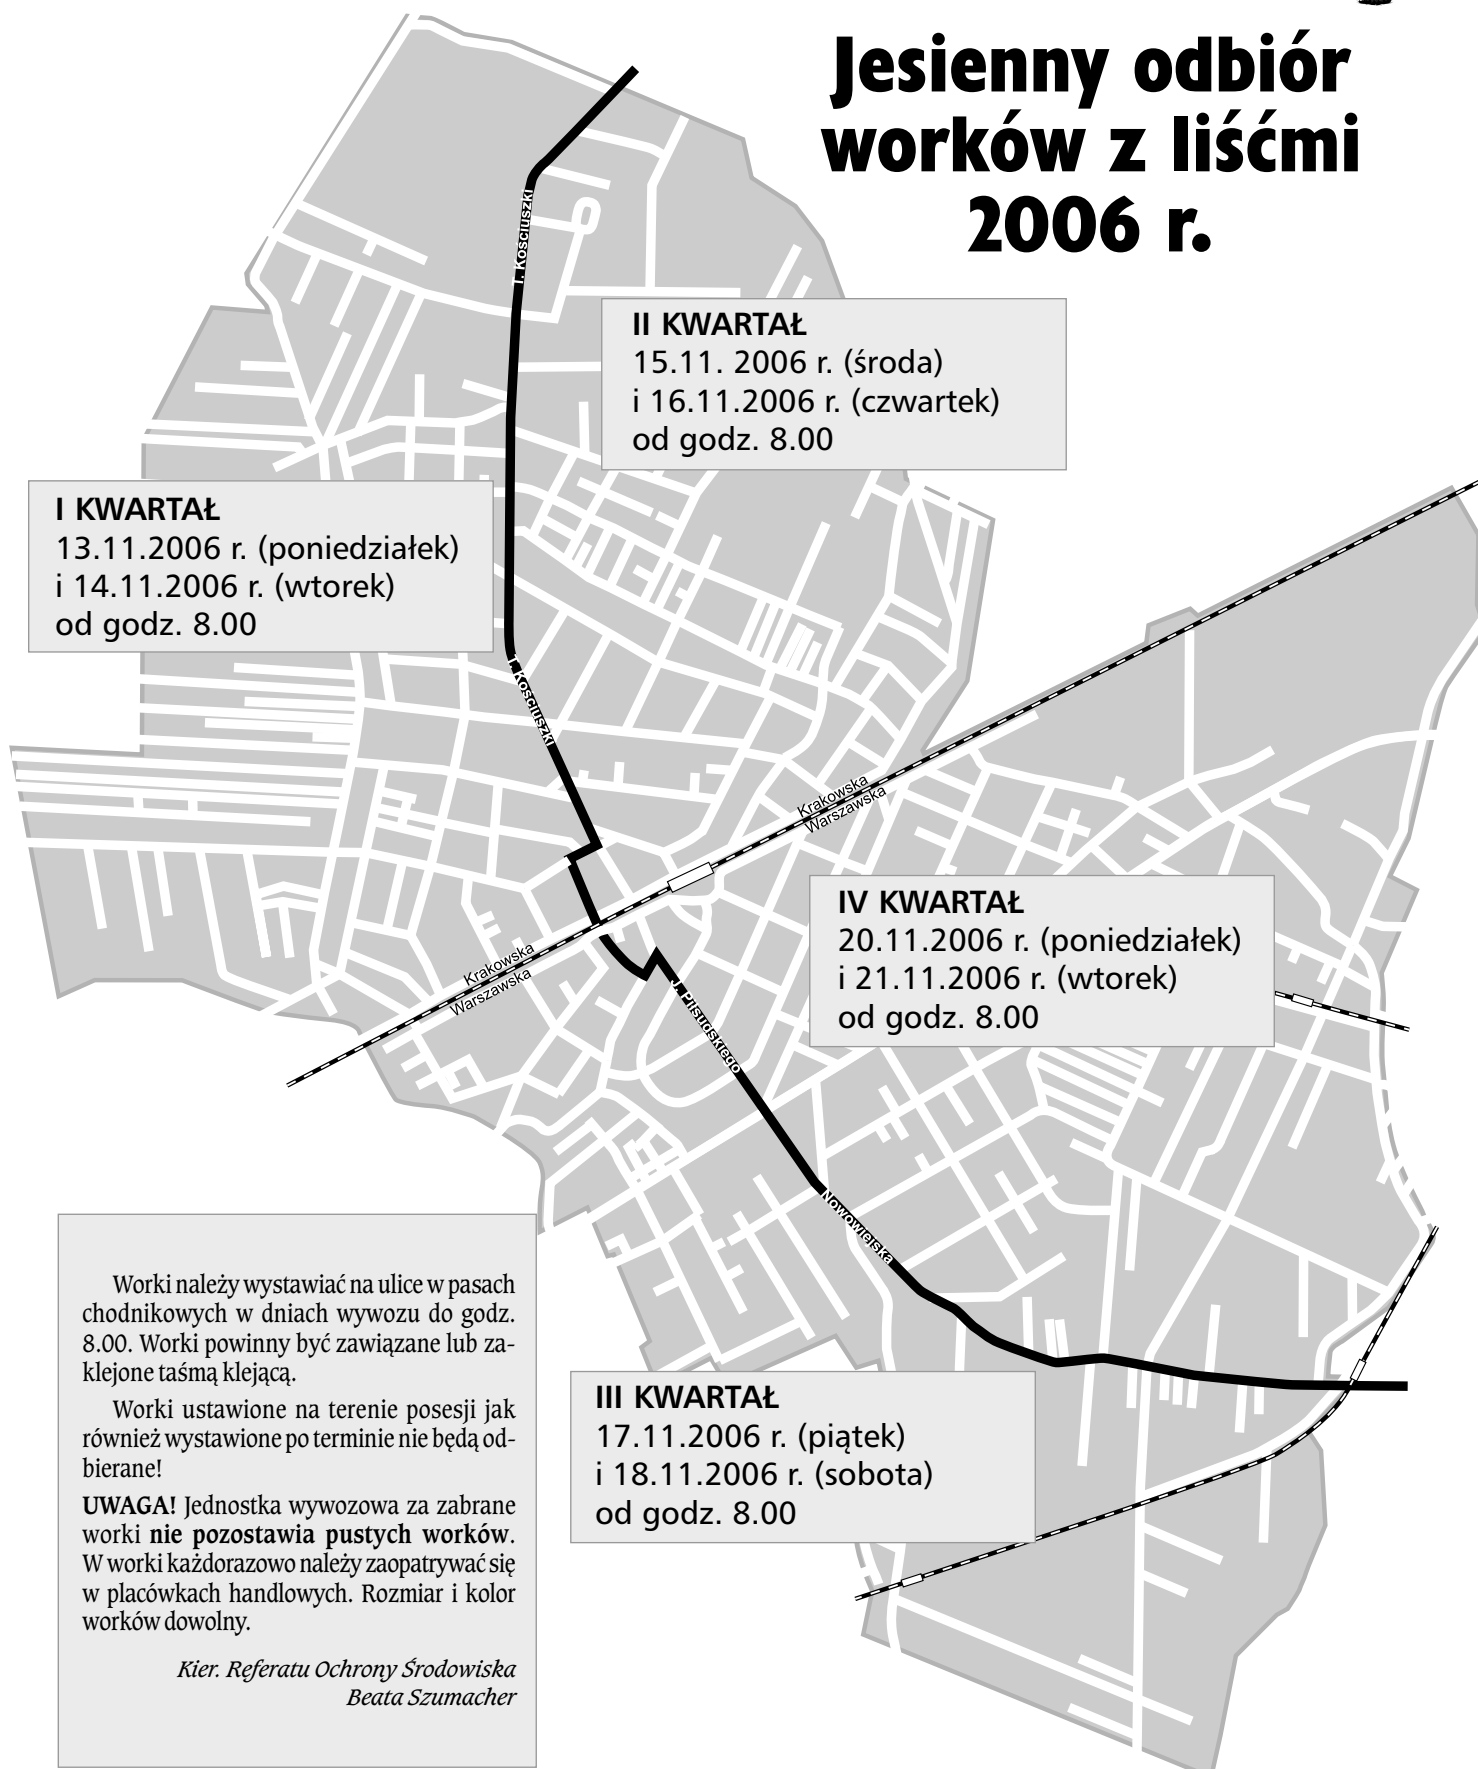 Jesienny odbiór
worków z liśćmi
2006 r.
T. Kościuszki
II KWARTAŁ
15.11. 2006 r. (środa)
i 16.11.2006 r. (czwartek)
od godz. 8.00
I KWARTAŁ
13.11.2006 r. (poniedziałek)
i 14.11.2006 r. (wtorek)
od godz. 8.00
T. Kościuszki
Krakowska
Warszawska
IV KWARTAŁ
20.11.2006 r. (poniedziałek)
i 21.11.2006 r. (wtorek)
od godz. 8.00
Krakowska
Warszawska
J. Piłsudskiego
Nowowiejska
III KWARTAŁ
17.11.2006 r. (piątek)
i 18.11.2006 r. (sobota)
od godz. 8.00
Worki należy wystawiać na ulice w pasach
chodnikowych w dniach wywozu do godz.
8.00. Worki powinny być zawiązane lub za-
klejone taśmą klejącą.
Worki ustawione na terenie posesji jak
również wystawione po terminie nie będą od-
bierane!
UWAGA! Jednostka wywozowa za zabrane
worki nie pozostawia pustych worków.
W worki każdorazowo należy zaopatrywać się
w placówkach handlowych. Rozmiar i kolor
worków dowolny.
Kier. Referatu Ochrony Środowiska
Beata Szumacher